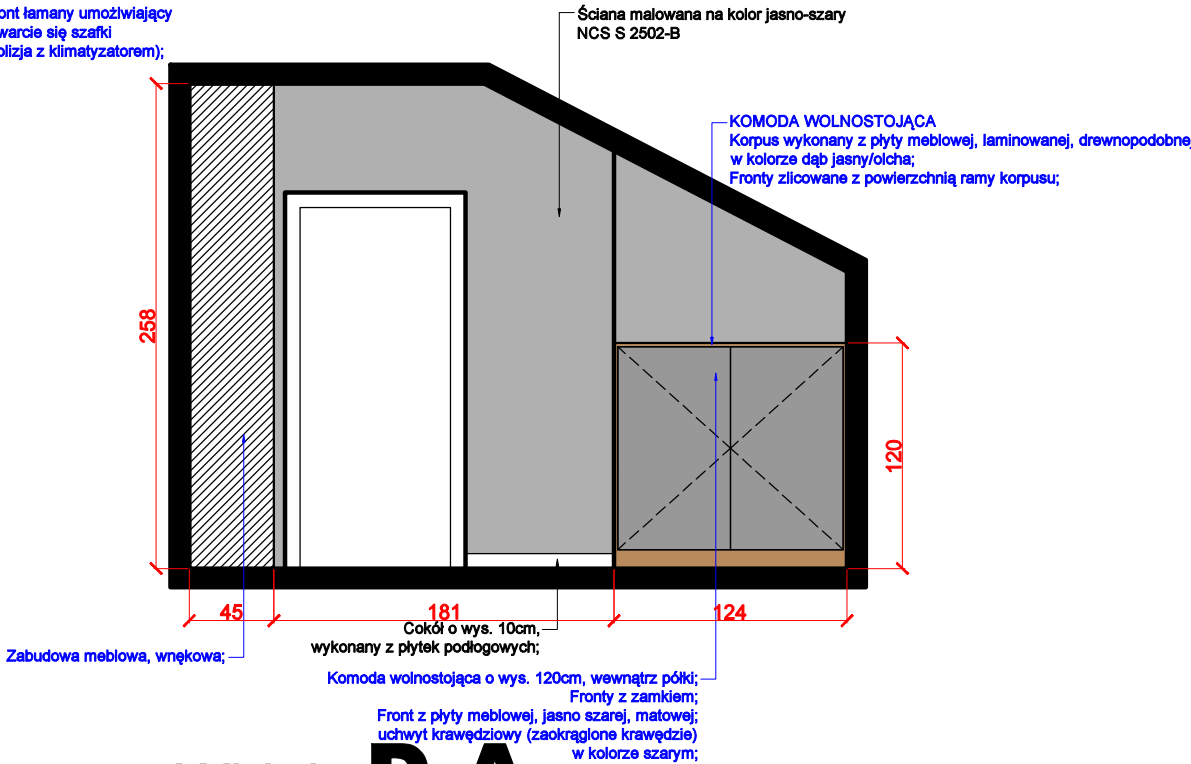 ont łamany umożliwiający
warcie się szafki
olizja z klimatyzatorem);
Ściana malowana na kolor jasno-szary
NCS S 2502-B
KOMODA WOLNOSTOJĄCA
Korpus wykonany z płyty meblowej, laminowanej, drewnopodobnej
w kolorze dąb jasny/olcha;
Fronty zlicowane z powierzchnią ramy korpusu;
258
120
45
181
124
Cokół o wys. 10cm,
wykonany z płytek podłogowych;
Zabudowa meblowa, wnękowa;
Komoda wolnostojąca o wys. 120cm, wewnątrz półki;
Fronty z zamkiem;
Front z płyty meblowej, jasno szarej, matowej;
uchwyt krawędziowy (zaokrąglone krawędzie)
w kolorze szarym;